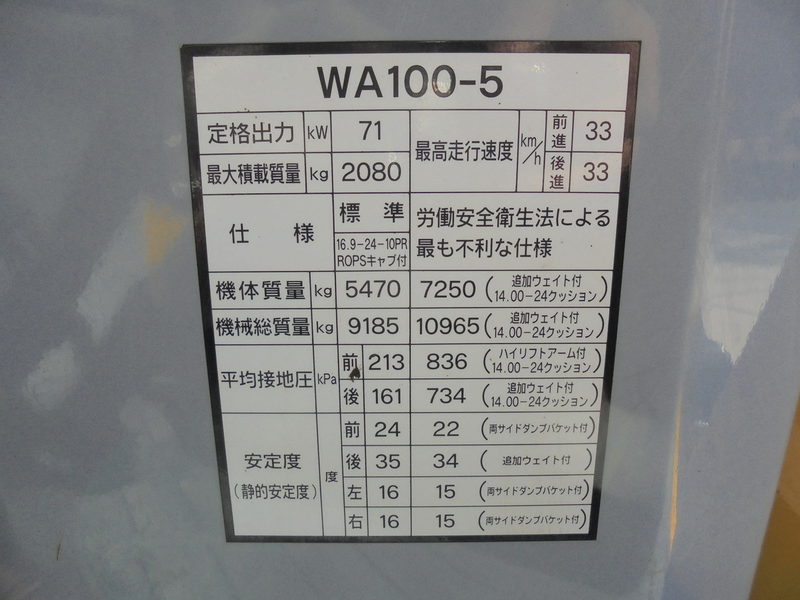 WA100-5
定格出力 kW 71 最高走行速度 km/h 前進 33
最大積載質量 kg 2080 後進 33
仕様 標準 労働安全衛生法による
16.9-24-10PR 最も不利な仕様
ROPSキャブ付
機体質量 kg 5470 7250 (追加ウェイト付
14.00-24クッション)
機械総質量 kg 9185 10965 (追加ウェイト付
14.00-24クッション)
平均接地圧 kPa 前 213 836 (ハイリフトアーム付
14.00-24クッション)
後 161 734 (追加ウェイト付
14.00-24クッション)
安定度 度 前 24 22 (両サイドダンプバケット付)
(静的安定度) 後 35 34 (追加ウェイト付)
左 16 15 (両サイドダンプバケット付)
右 16 15 (両サイドダンプバケット付)